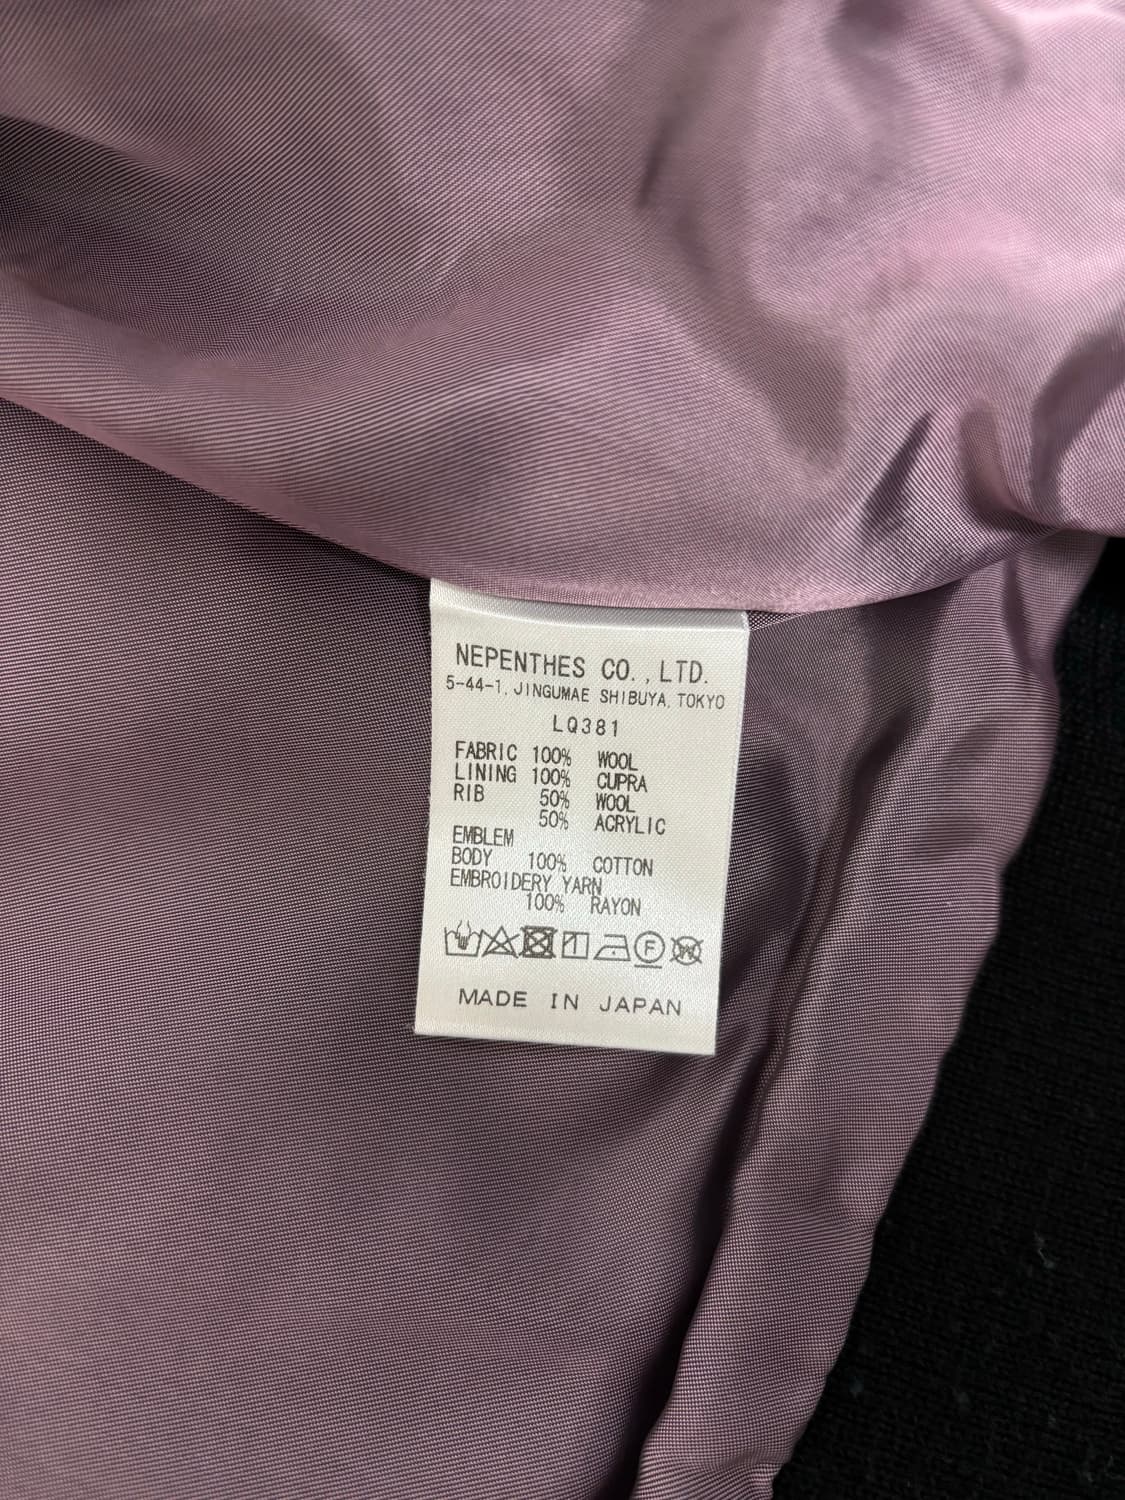 NEPENTHES CO., LTD.
5-44-1, JINGUMAE SHIBUYA, TOKYO
LQ381
FABRIC 100% WOOL
LINING 100% CUPRA
RIB 50% WOOL
50% ACRYLIC
EMBLEM
BODY 100% COTTON
EMBROIDERY YARN
100% RAYON
F W
MADE IN JAPAN